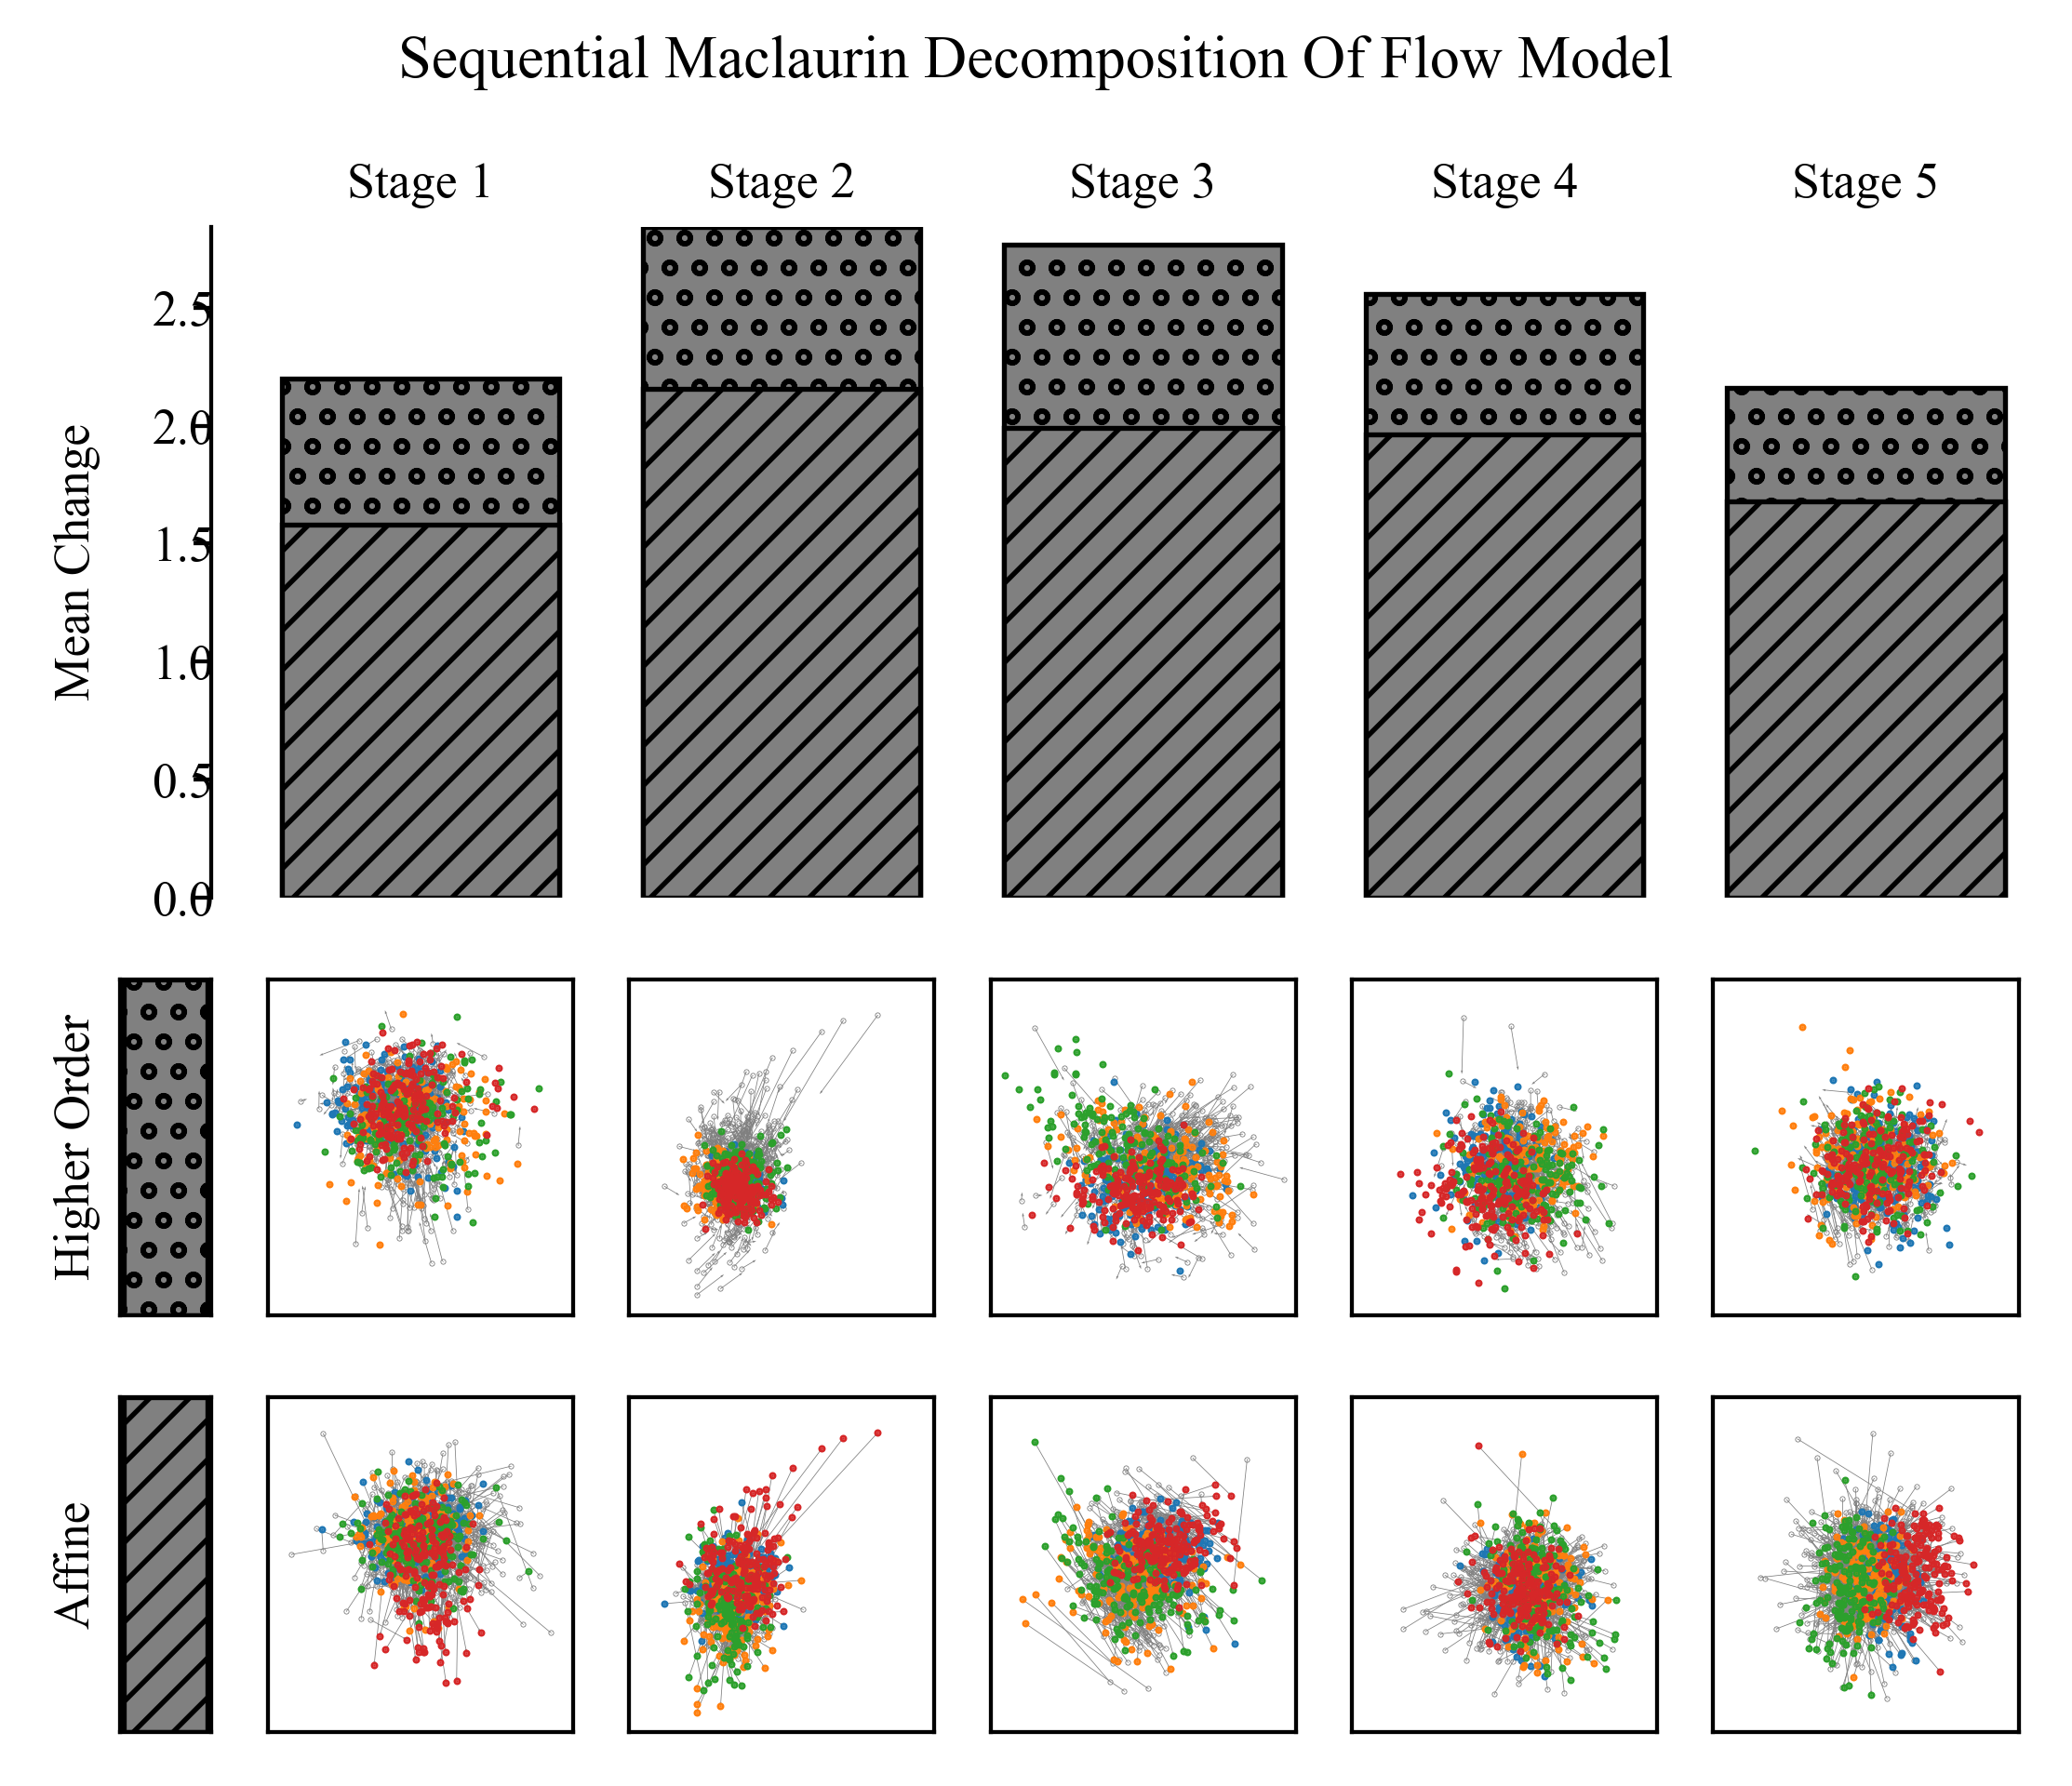 Sequential Maclaurin Decomposition Of Flow Model
Stage 1 Stage 2 Stage 3 Stage 4 Stage 5
Mean Change
2.5
2.0
1.5
1.0
0.5
0.0
Higher Order
Affine